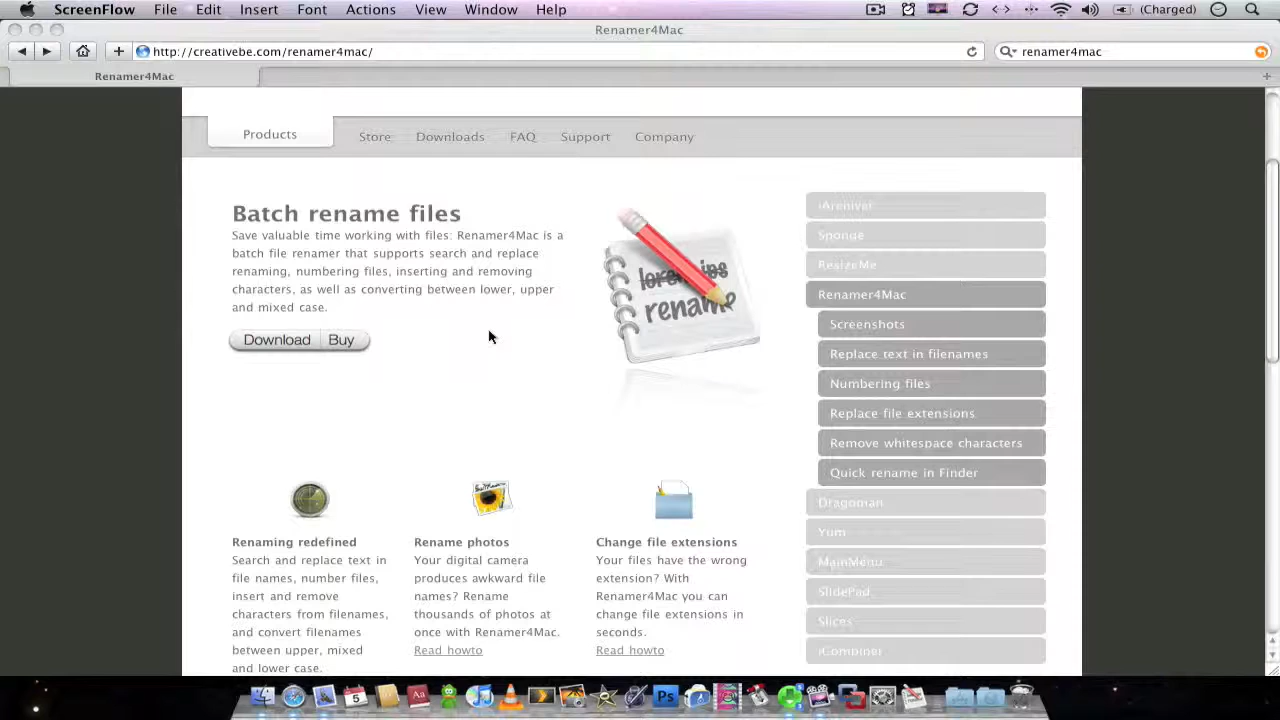 ScreenFlow File Edit Insert Font Actions View Window Help (Charged)
Renamer4Mac
http://creativebe.com/renamer4mac/ renamer4mac
Renamer4Mac
Products Store Downloads FAQ Support Company
Batch rename files
Save valuable time working with files: Renamer4Mac is a
batch file renamer that supports search and replace
renaming, numbering files, inserting and removing
characters, as well as converting between lower, upper
and mixed case.
Download Buy
rename
Renaming redefined
Search and replace text in
file names, number files,
insert and remove
characters from filenames,
and convert filenames
between upper, mixed
and lower case.
Rename photos
Your digital camera
produces awkward file
names? Rename
thousands of photos at
once with Renamer4Mac.
Read howto
Change file extensions
Your files have the wrong
extension? With
Renamer4Mac you can
change file extensions in
seconds.
Read howto
iArchiver
Sponge
ResizeMe
Renamer4Mac
Screenshots
Replace text in filenames
Numbering files
Replace file extensions
Remove whitespace characters
Quick rename in Finder
Dragoman
Yum
MainMenu
SlidePad
Slices
iCombiner
5
Ps